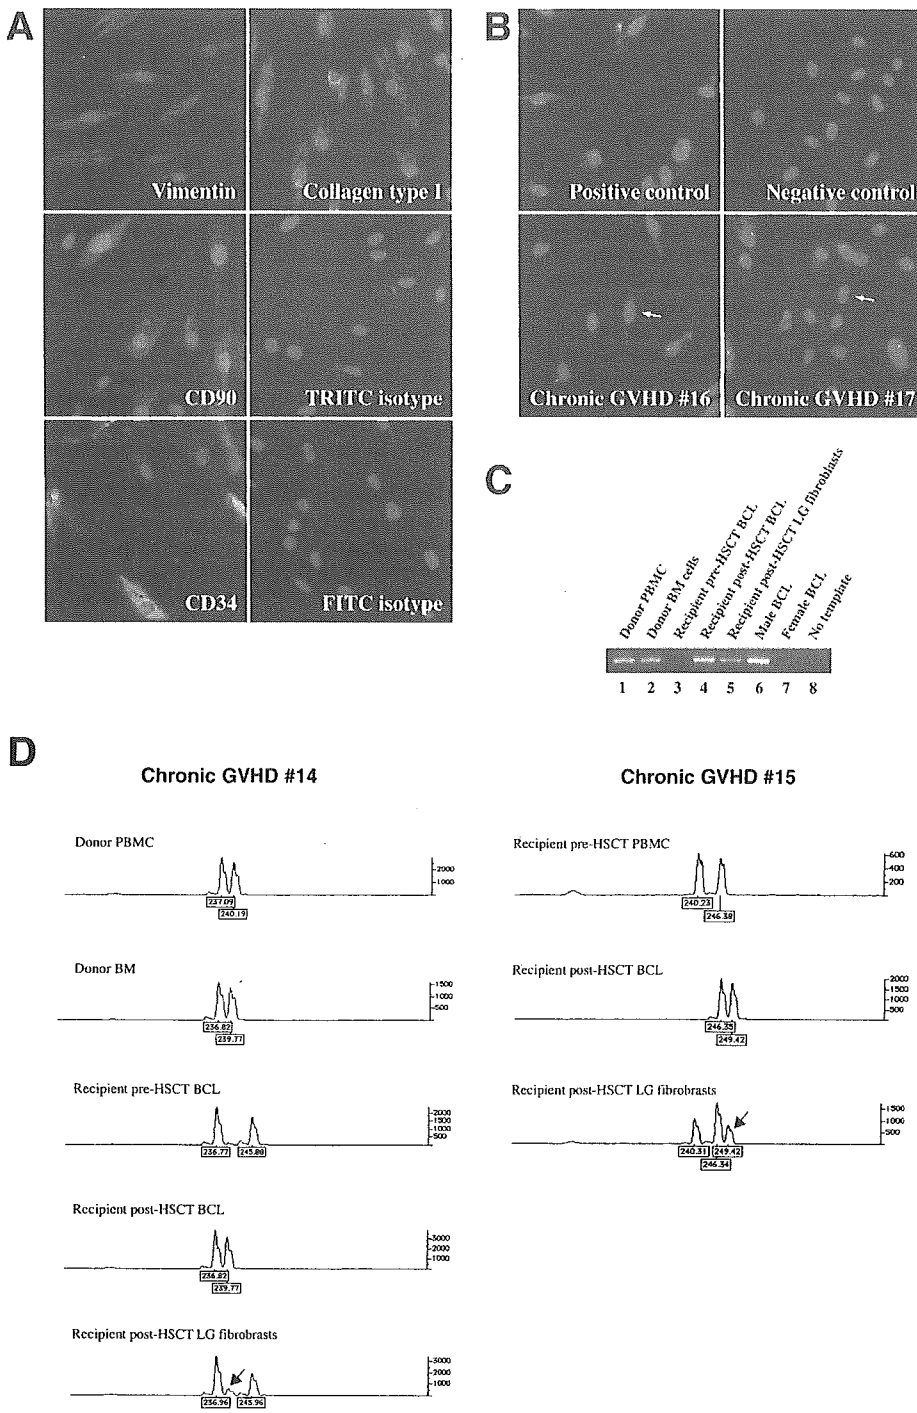 A
Vimentin
Collagen type I
CD90
TRITC isotype
CD34
FITC isotype
B
Positive control
Negative control
Chronic GVHD #16
Chronic GVHD #17
C
Donor PBMC
Donor BM cells
Recipient pre-HSCT BCL
Recipient post-HSCT BCL
Recipient post-HSCT LG fibroblasts
Male BCL
Female BCL
No template
1 2 3 4 5 6 7 8
D
Chronic GVHD #14
Donor PBMC
2000
1000
237.09
240.19
Donor BM
1500
1000
500
236.82
239.77
Recipient pre-HSCT BCL
2000
1500
1000
500
236.77
245.88
Recipient post-HSCT BCL
3000
2000
1000
236.82
239.77
Recipient post-HSCT LG fibrobrasts
3000
2000
1000
236.96
245.96
Chronic GVHD #15
Recipient pre-HSCT PBMC
600
400
200
240.23
246.38
Recipient post-HSCT BCL
2000
1500
1000
500
246.35
249.42
Recipient post-HSCT LG fibrobrasts
1500
1000
500
240.31
249.42
246.34